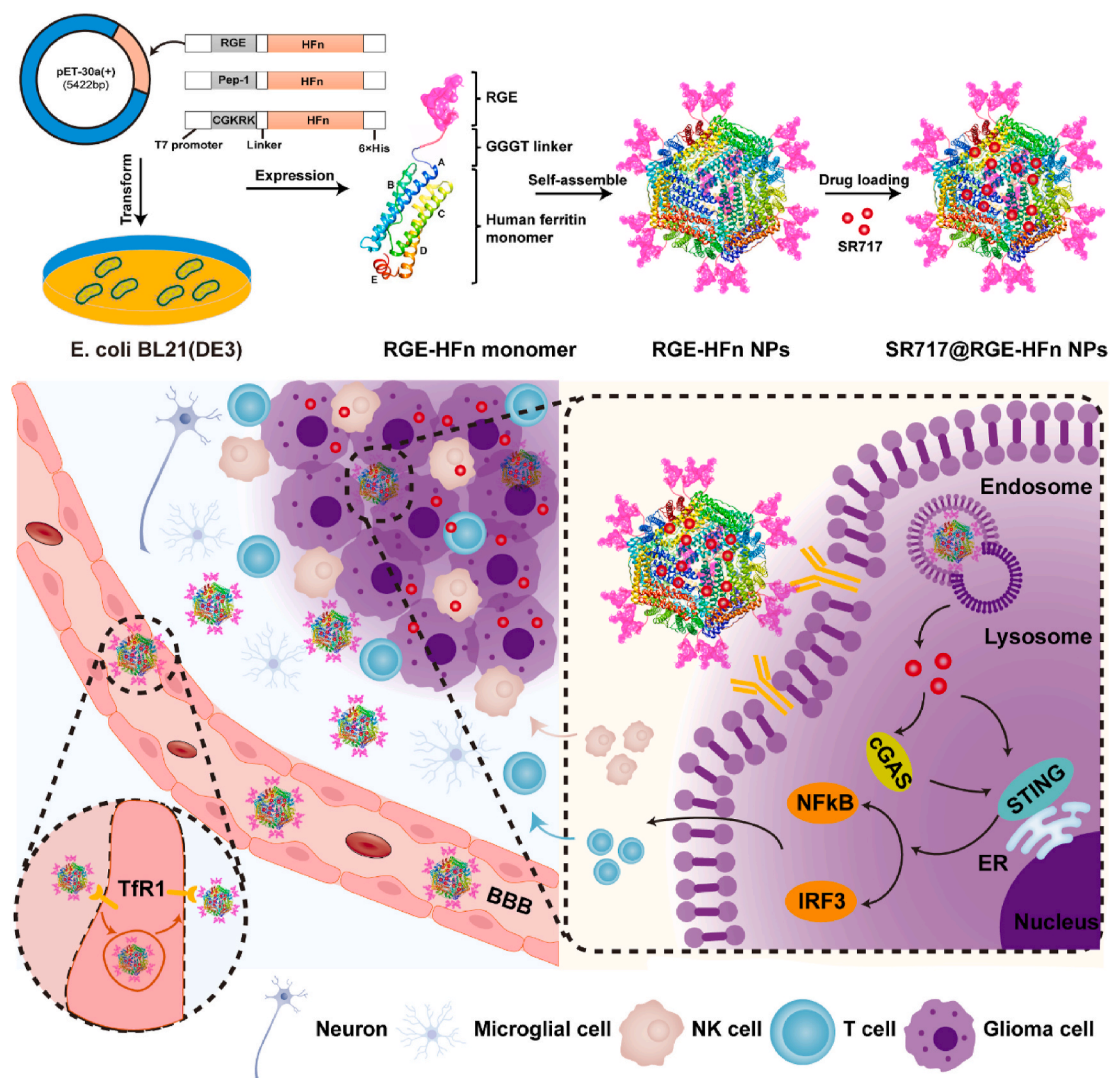 pET-30a(+)
(5422bp)
RGE HFn
Pep-1 HFn
CGKRK HFn
T7 promoter Linker 6×His
Transform
Expression
RGE
GGGT linker
Human ferritin
monomer
A
B
C
D
E
Self-assemble
Drug loading
SR717
E. coli BL21(DE3) RGE-HFn monomer RGE-HFn NPs SR717@RGE-HFn NPs
TfR1
BBB
Endosome
Lysosome
cGAS
STING
NFkB
ER
IRF3
Nucleus
Neuron Microglial cell NK cell T cell Glioma cell